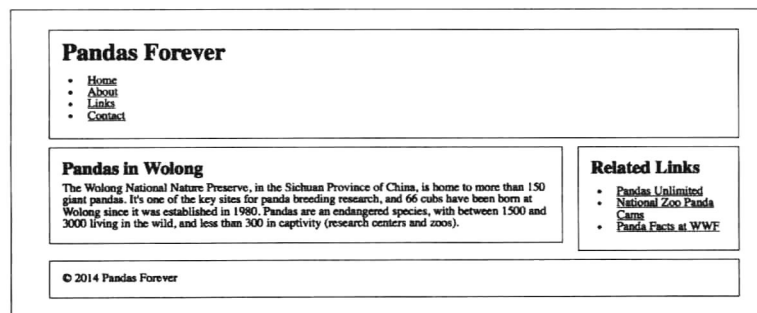 Pandas Forever
Home
About
Links
Contact
Pandas in Wolong
The Wolong National Nature Preserve, in the Sichuan Province of China, is home to more than 150
giant pandas. It's one of the key sites for panda breeding research, and 66 cubs have been born at
Wolong since it was established in 1980. Pandas are an endangered species, with between 1500 and
3000 living in the wild, and less than 300 in captivity (research centers and zoos).
Related Links
Pandas Unlimited
National Zoo Panda
Cams
Panda Facts at WWF
© 2014 Pandas Forever